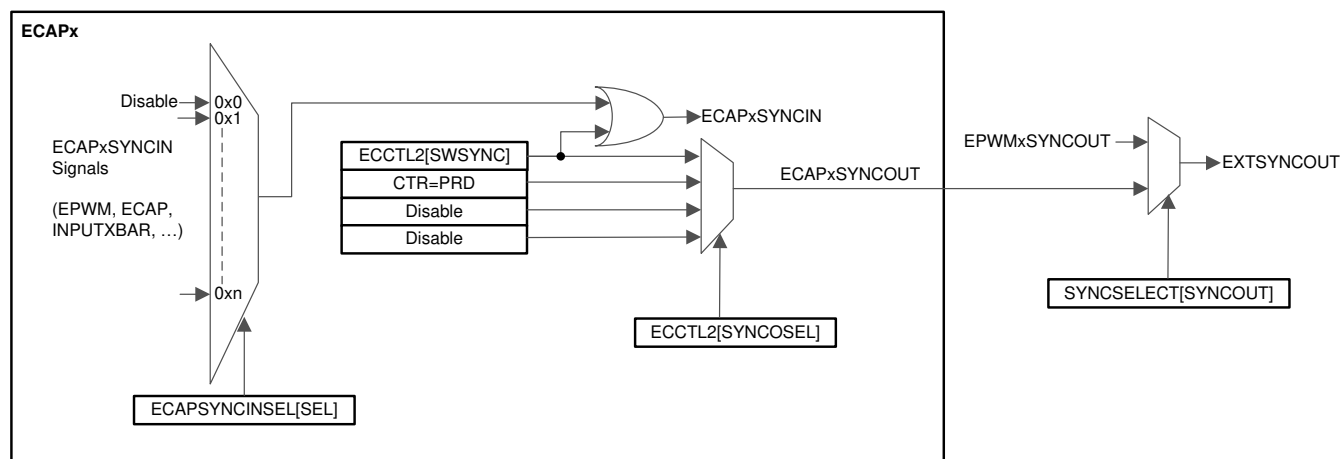 ECAPx
Disable
0x0
0x1
ECAPxSYNCIN
Signals
(EPWM, ECAP,
INPUTXBAR, …)
0xn
ECAPSYNCINSEL[SEL]
ECAPxSYNCIN
ECCTL2[SWSYNC]
CTR=PRD
Disable
Disable
ECAPxSYNCOUT
ECCTL2[SYNCOSEL]
EPWMxSYNCOUT
EXTSYNCOUT
SYNCSELECT[SYNCOUT]